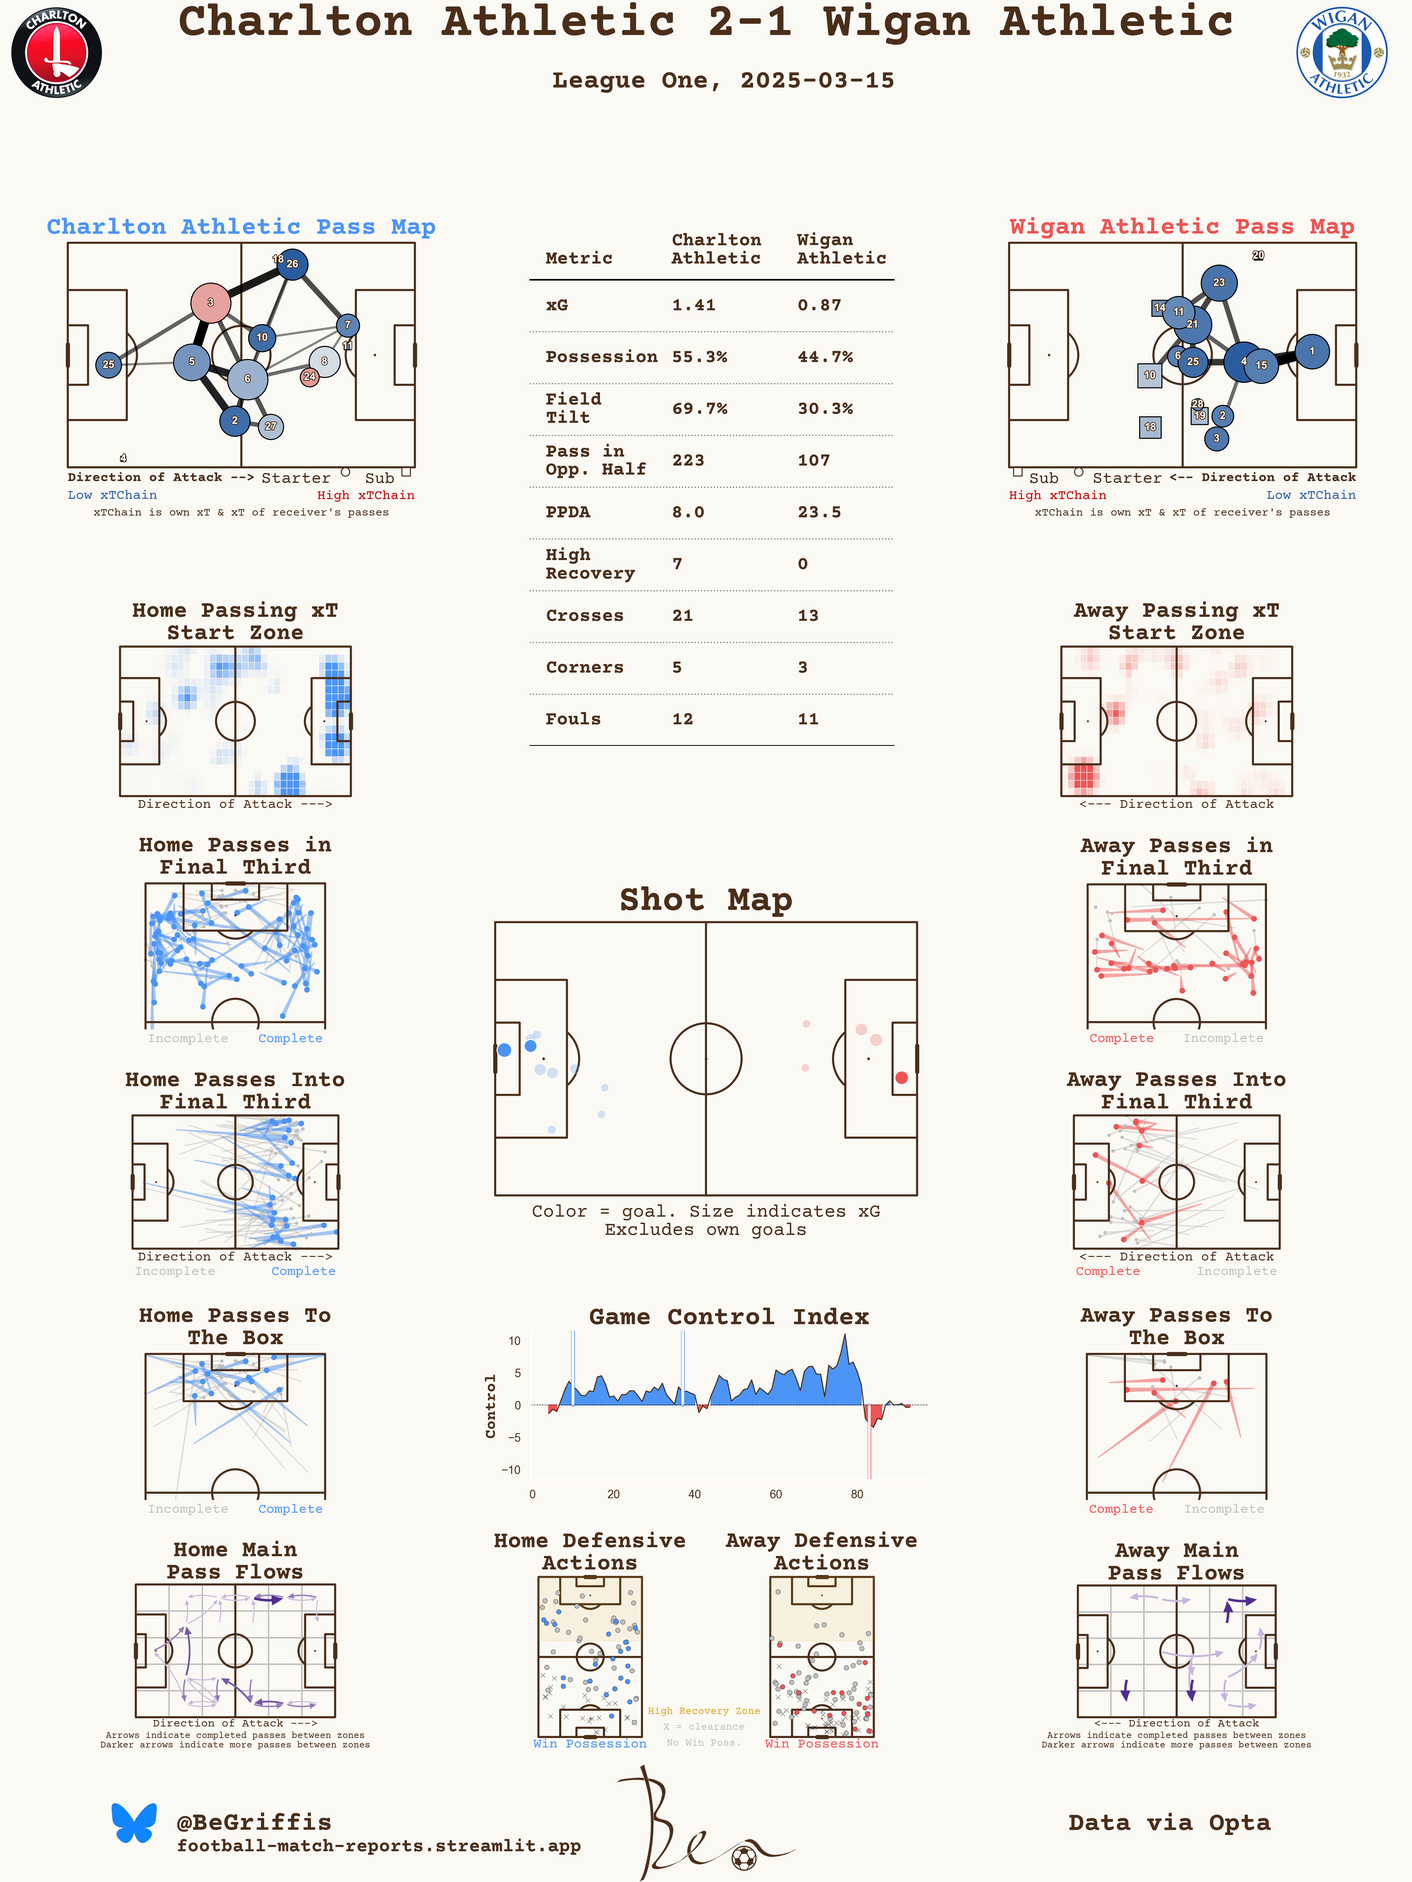 Charlton Athletic 2-1 Wigan Athletic
League One, 2025-03-15
CHARLTON
ATHLETIC
WIGAN
1932
ATHLETIC
Charlton Athletic Pass Map
18
26
3
7
10
11
5
8
25
6
24
2
27
4
Direction of Attack --> Starter Sub
Low xTChain High xTChain
xTChain is own xT & xT of receiver's passes
Metric Charlton Athletic Wigan Athletic
xG 1.41 0.87
Possession 55.3% 44.7%
Field Tilt 69.7% 30.3%
Pass in Opp. Half 223 107
PPDA 8.0 23.5
High Recovery 7 0
Crosses 21 13
Corners 5 3
Fouls 12 11
Wigan Athletic Pass Map
20
23
14
11
21
6
25
4
15
1
10
28
19
2
18
3
Sub Starter <-- Direction of Attack
High xTChain Low xTChain
xTChain is own xT & xT of receiver's passes
Home Passing xT
Start Zone
Direction of Attack --->
Away Passing xT
Start Zone
<--- Direction of Attack
Home Passes in
Final Third
Incomplete Complete
Away Passes in
Final Third
Complete Incomplete
Shot Map
Color = goal. Size indicates xG
Excludes own goals
Home Passes Into
Final Third
Direction of Attack --->
Incomplete Complete
Away Passes Into
Final Third
<--- Direction of Attack
Complete Incomplete
Home Passes To
The Box
Incomplete Complete
Game Control Index
Control
10
5
0
−5
−10
0 20 40 60 80
Away Passes To
The Box
Complete Incomplete
Home Main
Pass Flows
Direction of Attack --->
Arrows indicate completed passes between zones
Darker arrows indicate more passes between zones
Home Defensive
Actions
Win Possession
Away Defensive
Actions
Win Possession
High Recovery Zone
X = clearance
No Win Poss.
Away Main
Pass Flows
<--- Direction of Attack
Arrows indicate completed passes between zones
Darker arrows indicate more passes between zones
@BeGriffis
football-match-reports.streamlit.app
Ben
Data via Opta